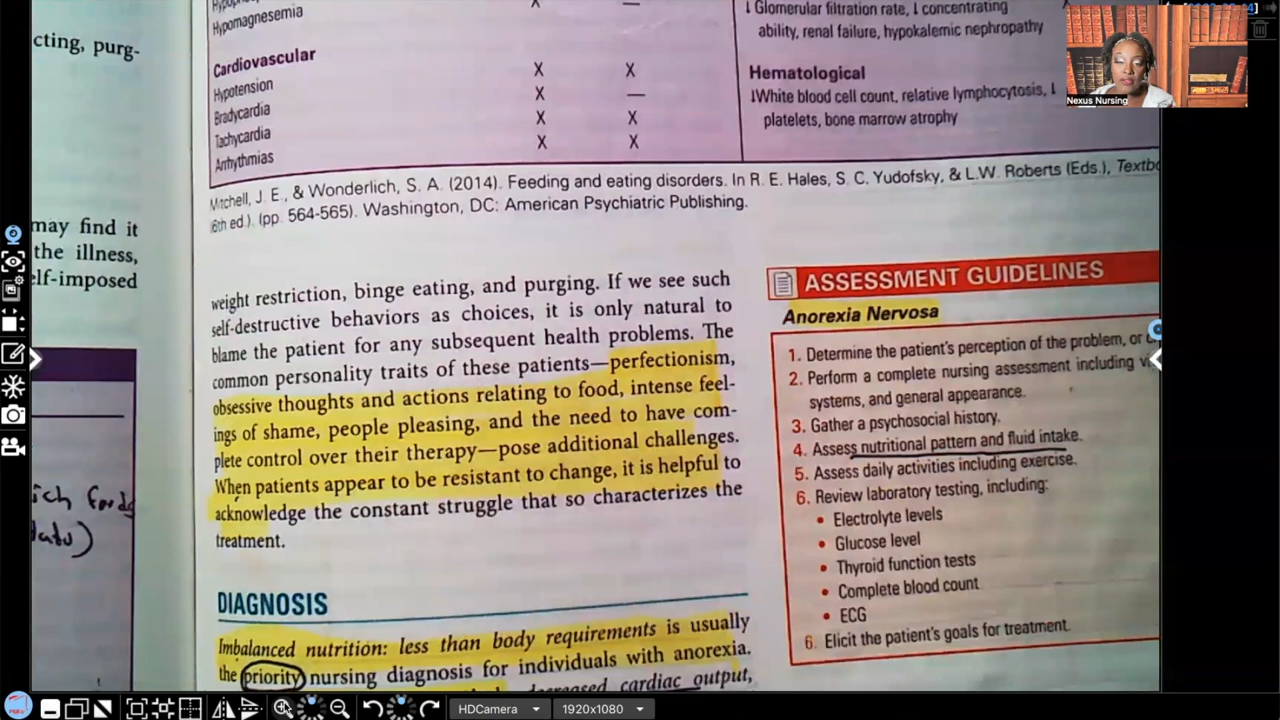 cting, purg-
may find it
the illness,
elf-imposed
ich foods
Hypomagnesemia
X —
Cardiovascular
Hypotension X X
Bradycardia X —
Tachycardia X X
Arrhythmias X X
↓ Glomerular filtration rate, ↓ concentrating
ability, renal failure, hypokalemic nephropathy
Hematological
↓White blood cell count, relative lymphocytosis, ↓
platelets, bone marrow atrophy
Mitchell, J. E., & Wonderlich, S. A. (2014). Feeding and eating disorders. In R. E. Hales, S. C. Yudofsky, & L.W. Roberts (Eds.), Textbo
(6th ed.). (pp. 564-565). Washington, DC: American Psychiatric Publishing.
weight restriction, binge eating, and purging. If we see such
self-destructive behaviors as choices, it is only natural to
blame the patient for any subsequent health problems. The
common personality traits of these patients—perfectionism,
obsessive thoughts and actions relating to food, intense feel-
ings of shame, people pleasing, and the need to have com-
plete control over their therapy—pose additional challenges.
When patients appear to be resistant to change, it is helpful to
acknowledge the constant struggle that so characterizes the
treatment.
DIAGNOSIS
Imbalanced nutrition: less than body requirements is usually
the priority nursing diagnosis for individuals with anorexia.
decreased cardiac output,
ASSESSMENT GUIDELINES
Anorexia Nervosa
1. Determine the patient's perception of the problem, or
2. Perform a complete nursing assessment including
systems, and general appearance.
3. Gather a psychosocial history.
4. Assess nutritional pattern and fluid intake.
5. Assess daily activities including exercise.
6. Review laboratory testing, including:
• Electrolyte levels
• Glucose level
• Thyroid function tests
• Complete blood count
• ECG
6. Elicit the patient's goals for treatment.
Nexus Nursing
HDCamera
1920x1080